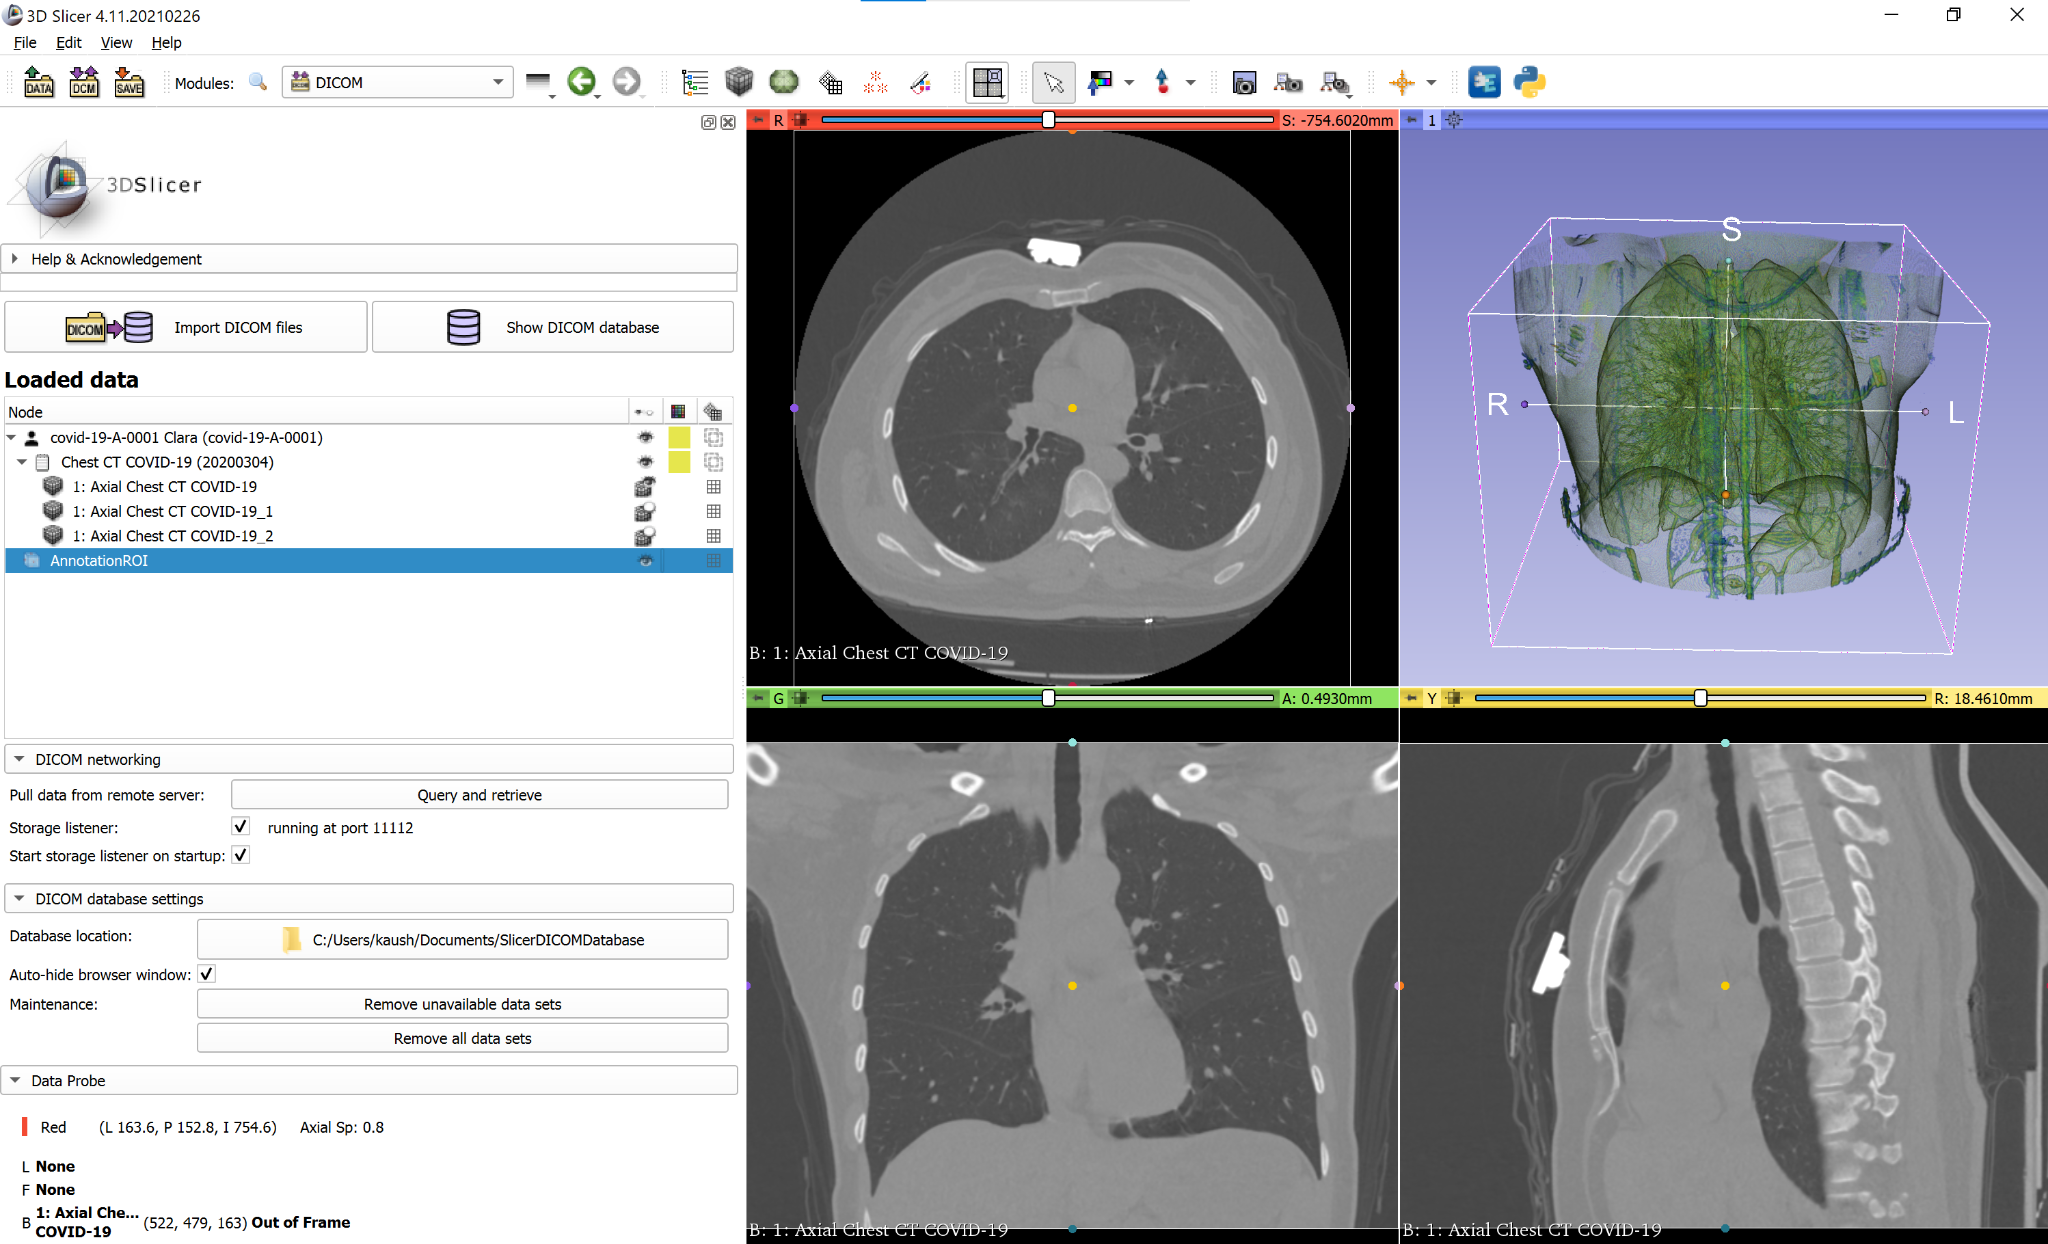 3D Slicer 4.11.20210226
File Edit View Help
DATA DCM SAVE Modules: DICOM
3DSlicer
Help & Acknowledgement
DICOM Import DICOM files Show DICOM database
Loaded data
Node
covid-19-A-0001 Clara (covid-19-A-0001)
Chest CT COVID-19 (20200304)
1: Axial Chest CT COVID-19
1: Axial Chest CT COVID-19_1
1: Axial Chest CT COVID-19_2
AnnotationROI
DICOM networking
Pull data from remote server: Query and retrieve
Storage listener: running at port 11112
Start storage listener on startup:
DICOM database settings
Database location: C:/Users/kaush/Documents/SlicerDICOMDatabase
Auto-hide browser window:
Maintenance: Remove unavailable data sets
Remove all data sets
Data Probe
Red (L 163.6, P 152.8, I 754.6) Axial Sp: 0.8
L None
F None
B 1: Axial Che... COVID-19 (522, 479, 163) Out of Frame
R S: -754.6020mm
B: 1: Axial Chest CT COVID-19
1
S
R L
G A: 0.4930mm
B: 1: Axial Chest CT COVID-19
Y R: 18.4610mm
B: 1: Axial Chest CT COVID-19